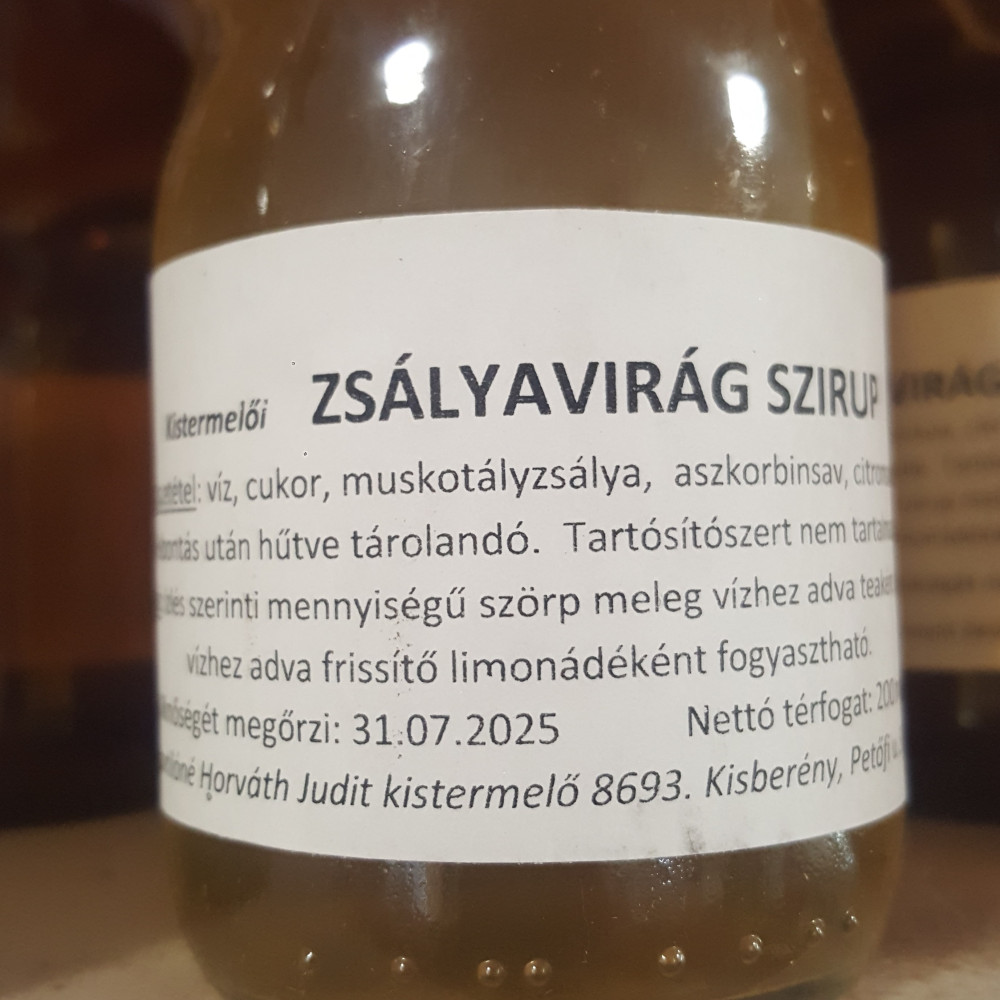 Kistermelői ZSÁLYAVIRÁG SZIRUP
víz, cukor, muskotályzsálya, aszkorbinsav,
után hűtve tárolandó. Tartósítószert nem
szerinti mennyiségű szörp meleg vízhez adva
vízhez adva frissítő limonádéként fogyasztható.
megőrzi: 31.07.2025 Nettó térfogat:
Horváth Judit kistermelő 8693. Kisberény, Petőfi